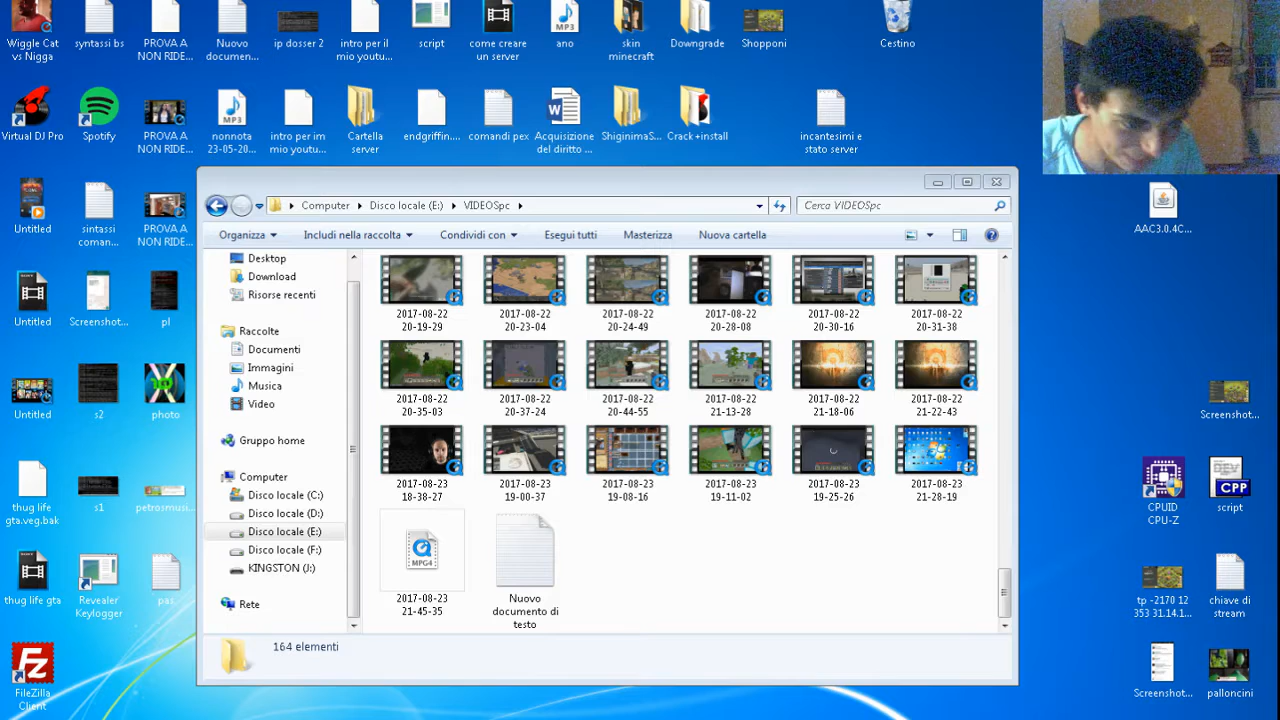 Wiggle Cat
vs Nigga
syntassi bs
PROVA A
NON RIDE...
Nuovo
documen...
ip dosser 2
intro per il
mio youtu...
script
come creare
un server
ano
skin
minecraft
Downgrade
Shopponi
Cestino
Virtual DJ Pro
Spotify
PROVA A
NON RIDE...
nonnota
23-05-20...
intro per im
mio youtu...
Cartella
server
endgriffin....
comandi pex
Acquisizione
del diritto ...
ShiginimaS...
Crack +install
incantesimi e
stato server
Untitled
sintassi
coman...
PROVA A
NON RIDE...
AAC3.0.4C...
Untitled
Screenshot...
pl
Untitled
s2
photo
Screenshot...
thug life
gta.veg.bak
s1
petrosmusi...
CPUID
CPU-Z
DEV
CPP
script
thug life gta
Revealer
Keylogger
pas
tp -2170 12
353 31.14.1...
chiave di
stream
FileZilla
Client
Screenshot...
palloncini
Computer
Disco locale (E:)
VIDEOSpc
Cerca VIDEOSpc
Organizza
Includi nella raccolta
Condividi con
Esegui tutti
Masterizza
Nuova cartella
Desktop
Download
Risorse recenti
Raccolte
Documenti
Immagini
Musica
Video
Gruppo home
Computer
Disco locale (C:)
Disco locale (D:)
Disco locale (E:)
Disco locale (F:)
KINGSTON (J:)
Rete
2017-08-22
20-19-29
2017-08-22
20-23-04
2017-08-22
20-24-49
2017-08-22
20-28-08
2017-08-22
20-30-16
2017-08-22
20-31-38
2017-08-22
20-35-03
2017-08-22
20-37-24
2017-08-22
20-44-55
2017-08-22
21-13-28
2017-08-22
21-18-06
2017-08-22
21-22-43
2017-08-23
18-38-27
2017-08-23
19-00-37
2017-08-23
19-08-16
2017-08-23
19-11-02
2017-08-23
19-25-26
2017-08-23
21-28-19
MPG4
2017-08-23
21-45-35
Nuovo
documento di
testo
164 elementi